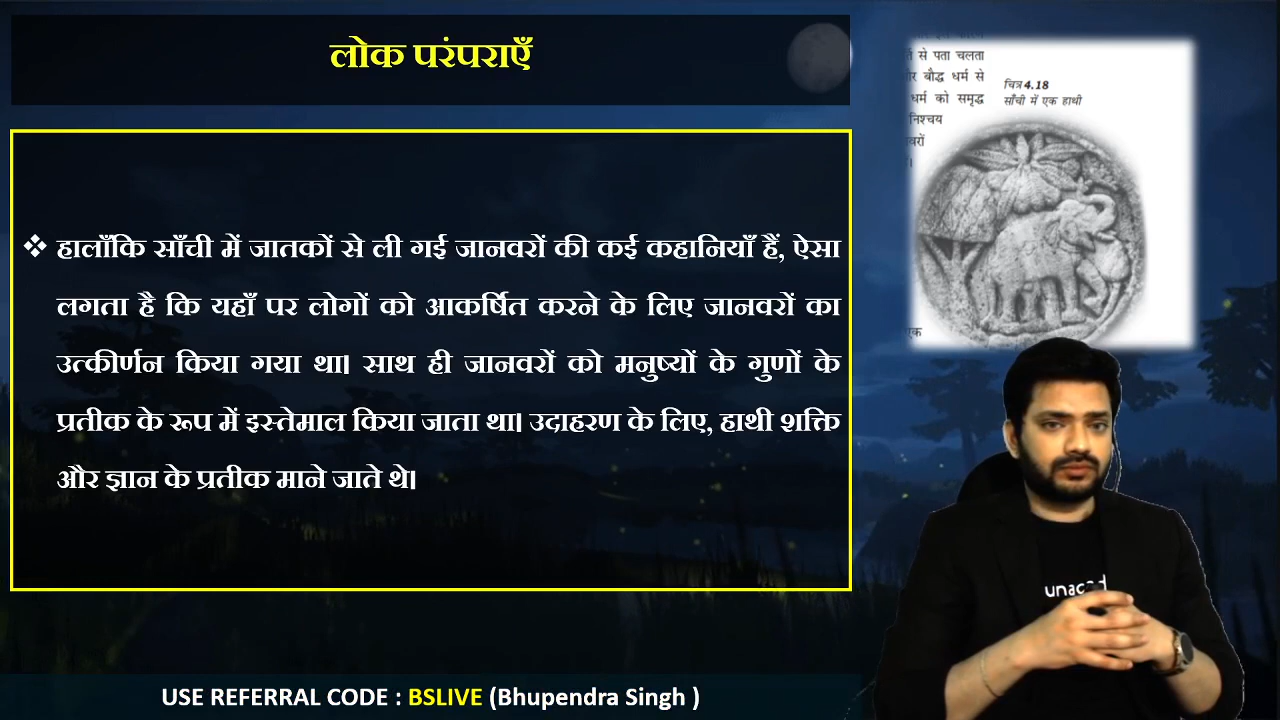 लोक परंपराएँ
❖ हालाँकि साँची में जातकों से ली गई जानवरों की कई कहानियाँ हैं, ऐसा
लगता है कि यहाँ पर लोगों को आकर्षित करने के लिए जानवरों का
उत्कीर्णन किया गया था। साथ ही जानवरों को मनुष्यों के गुणों के
प्रतीक के रूप में इस्तेमाल किया जाता था। उदाहरण के लिए, हाथी शक्ति
और ज्ञान के प्रतीक माने जाते थे।
से पता चलता
बौद्ध धर्म से
धर्म को समृद्ध
निश्चय
चित्र 4.18
साँची में एक हाथी
USE REFERRAL CODE : BSLIVE (Bhupendra Singh )